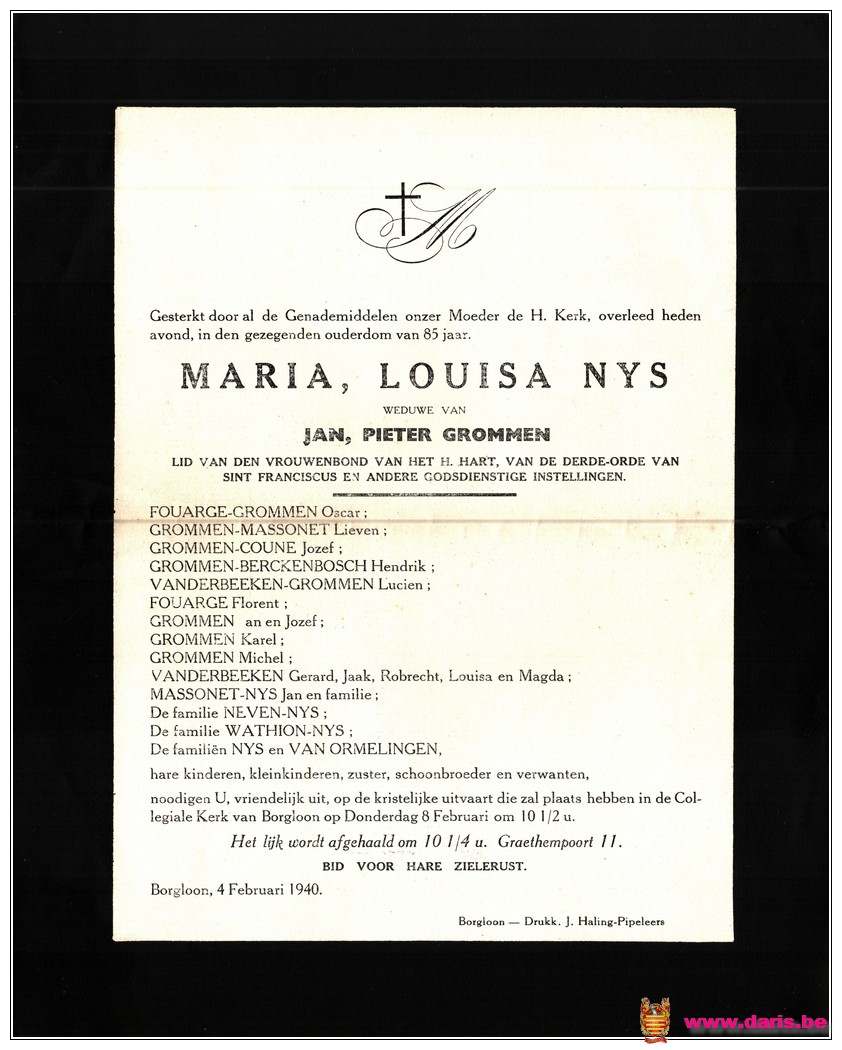 M
Gesterkt door al de Genademiddelen onzer Moeder de H. Kerk, overleed heden
avond, in den gezegenden ouderdom van 85 jaar.
MARIA, LOUISA NYS
WEDUWE VAN
JAN, PIETER GROMMEN
LID VAN DEN VROUWENBOND VAN HET H. HART, VAN DE DERDE-ORDE VAN
SINT FRANCISCUS EN ANDERE GODSDIENSTIGE INSTELLINGEN.
FOUARGE-GROMMEN Oscar ;
GROMMEN-MASSONET Lieven ;
GROMMEN-COUNE Jozef ;
GROMMEN-BERCKENBOSCH Hendrik ;
VANDERBEEKEN-GROMMEN Lucien ;
FOUARGE Florent ;
GROMMEN an en Jozef ;
GROMMEN Karel ;
GROMMEN Michel ;
VANDERBEEKEN Gerard, Jaak, Robrecht, Louisa en Magda ;
MASSONET-NYS Jan en familie ;
De familie NEVEN-NYS ;
De familie WATHION-NYS ;
De familiën NYS en VAN ORMELINGEN,
hare kinderen, kleinkinderen, zuster, schoonbroeder en verwanten,
noodigen U, vriendelijk uit, op de kristelijke uitvaart die zal plaats hebben in de Col-
legiale Kerk van Borgloon op Donderdag 8 Februari om 10 1/2 u.
Het lijk wordt afgehaald om 10 1/4 u. Graethempoort 11.
BID VOOR HARE ZIELERUST.
Borgloon, 4 Februari 1940.
Borgloon — Drukk. J. Haling-Pipeleers
www.daris.be